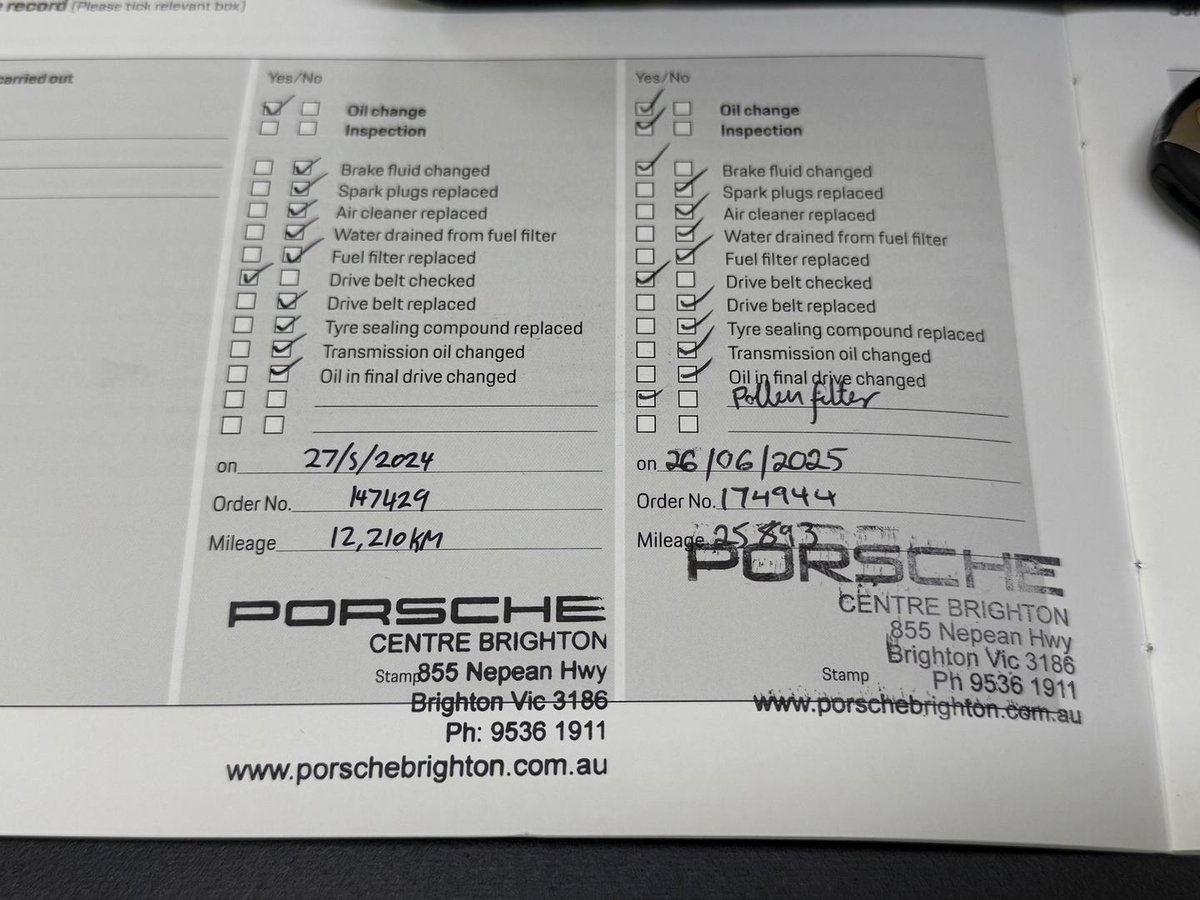 record (Please tick relevant box)
carried out
Yes/No
Oil change
Inspection
Brake fluid changed
Spark plugs replaced
Air cleaner replaced
Water drained from fuel filter
Fuel filter replaced
Drive belt checked
Drive belt replaced
Tyre sealing compound replaced
Transmission oil changed
Oil in final drive changed
on 27/5/2024
Order No. 147429
Mileage 12,210KM
PORSCHE
CENTRE BRIGHTON
Stamp 855 Nepean Hwy
Brighton Vic 3186
Ph: 9536 1911
www.porschebrighton.com.au
Yes/No
Oil change
Inspection
Brake fluid changed
Spark plugs replaced
Air cleaner replaced
Water drained from fuel filter
Fuel filter replaced
Drive belt checked
Drive belt replaced
Tyre sealing compound replaced
Transmission oil changed
Oil in final drive changed
Pollen filter
on 26/06/2025
Order No. 174944
Mileage 25893
PORSCHE
CENTRE BRIGHTON
855 Nepean Hwy
Brighton Vic 3186
Stamp Ph 9536 1911
www.porschebrighton.com.au